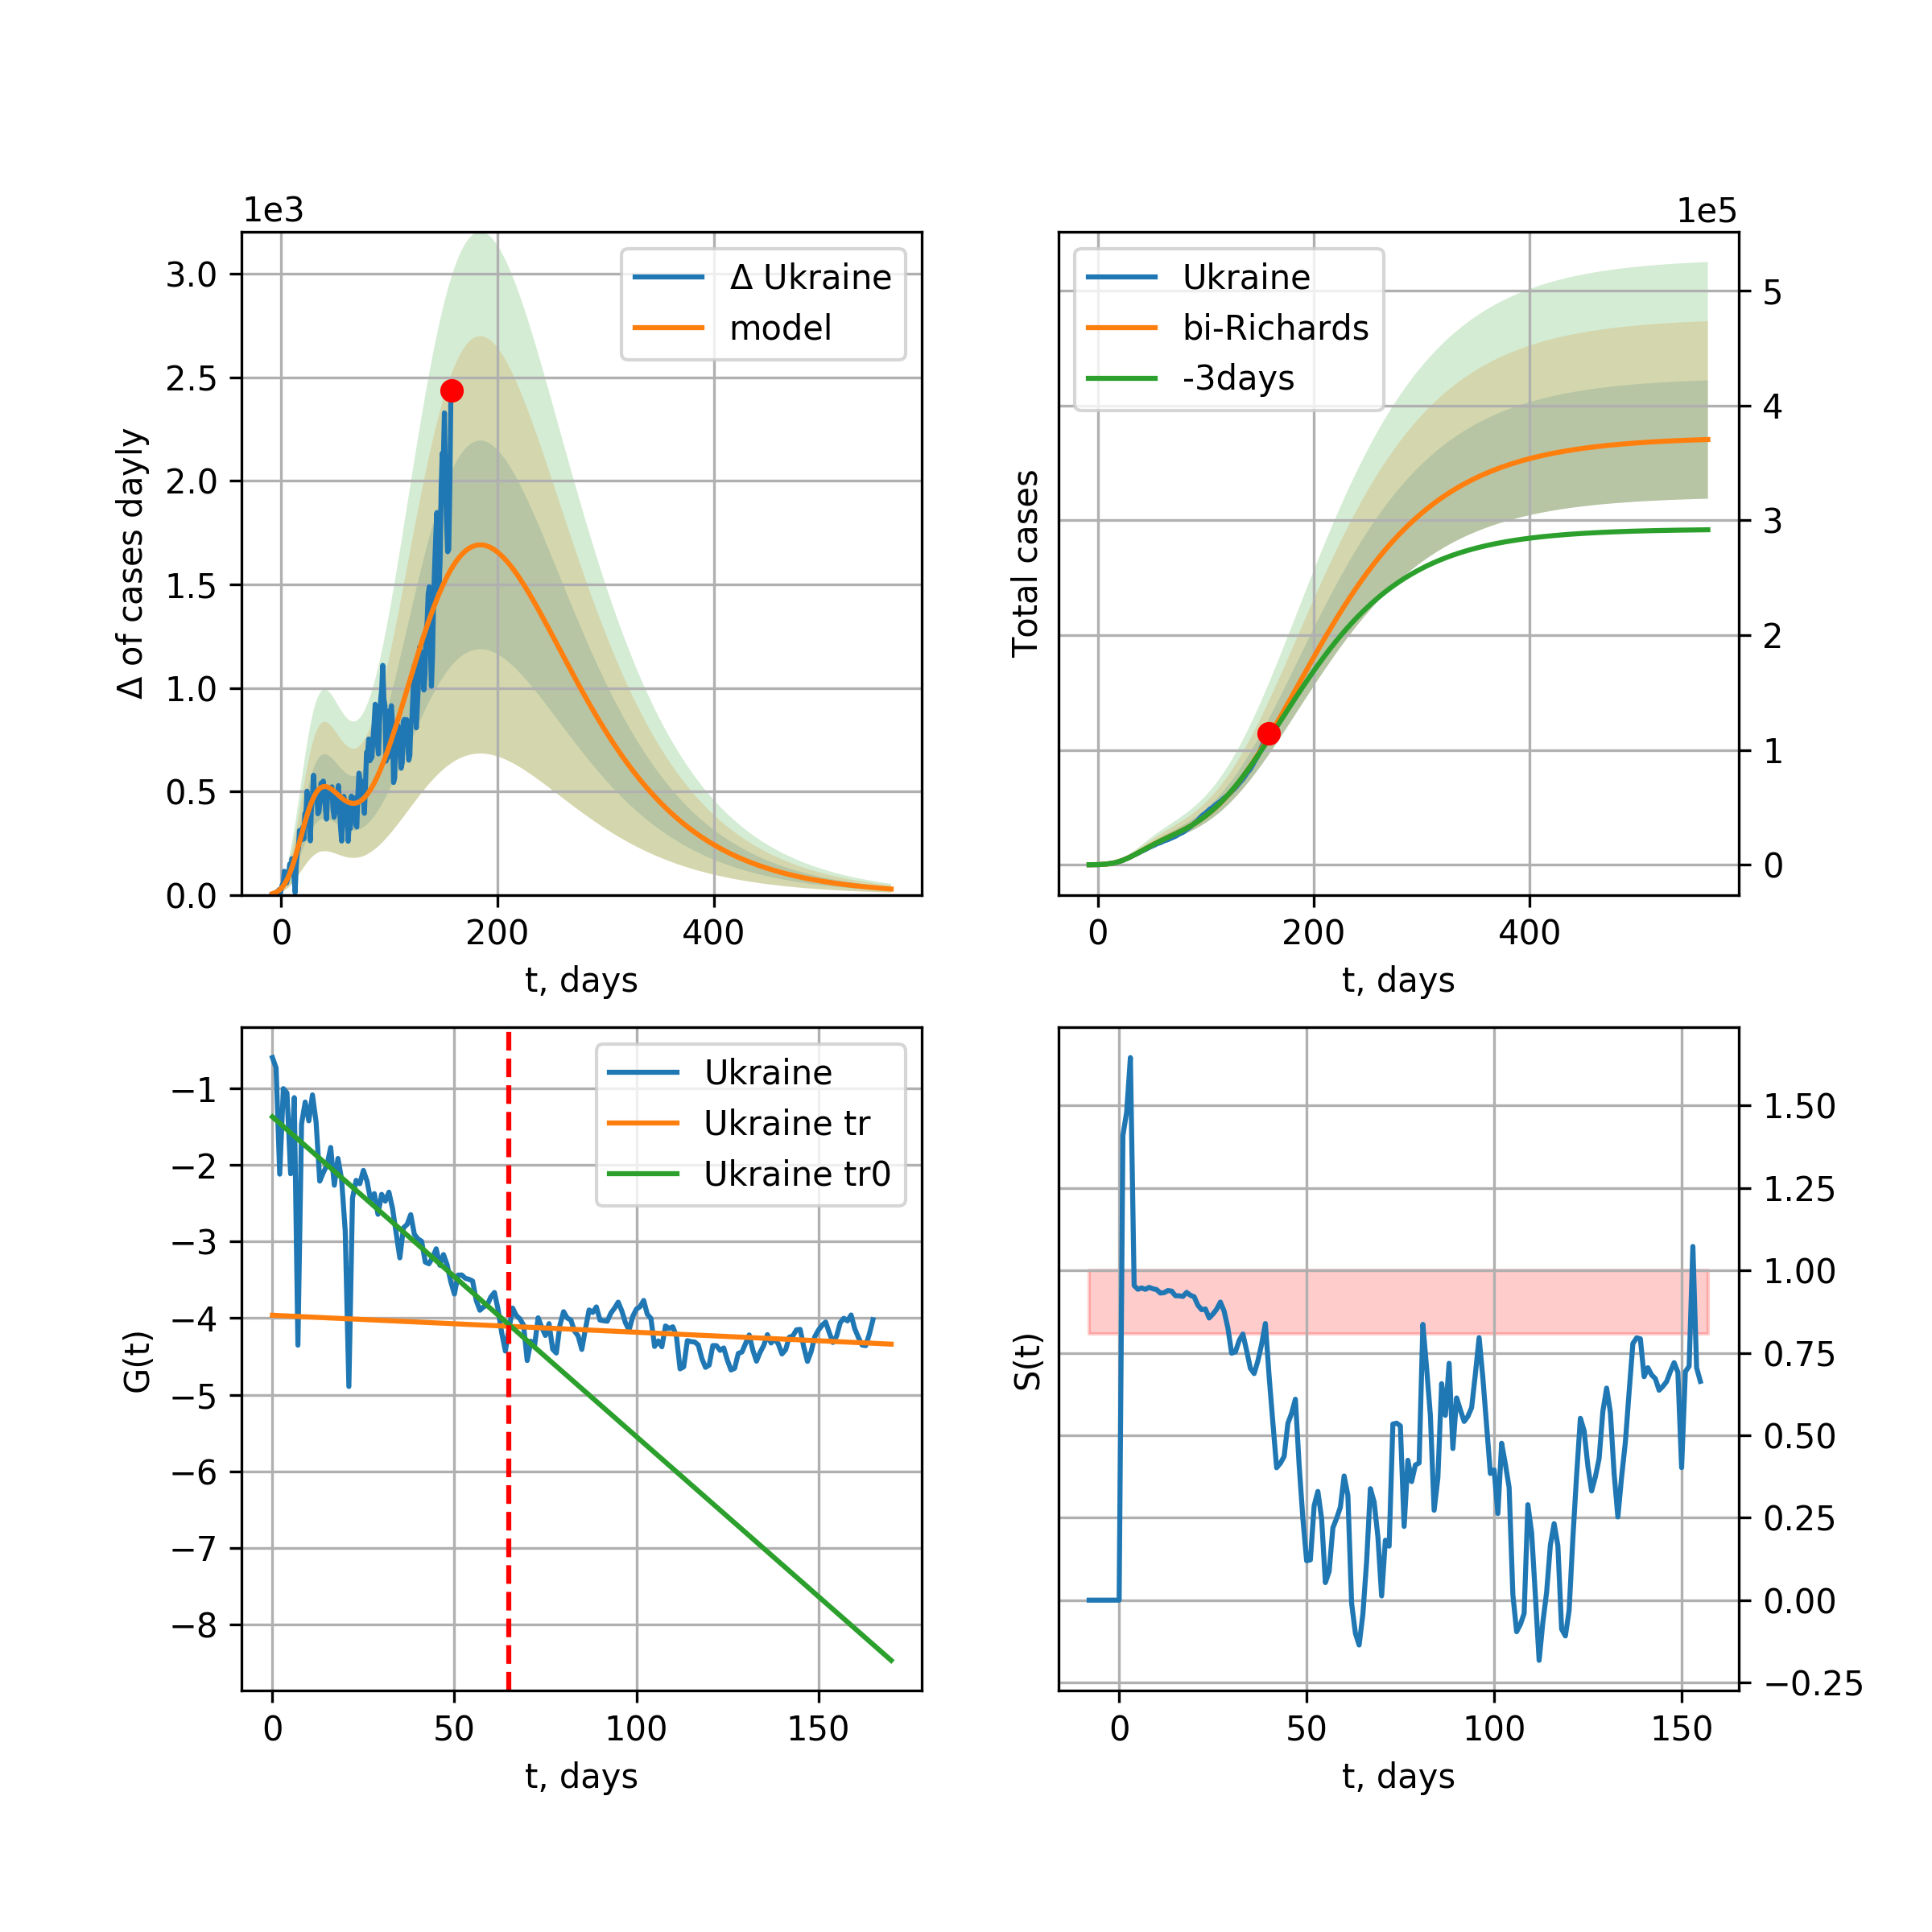 1e3
3.0
2.5
2.0
1.5
1.0
0.5
0.0
Δ of cases dayly
Δ Ukraine
model
0 200 400
t, days
1e5
5
4
3
2
1
0
Total cases
Ukraine
bi-Richards
-3days
0 200 400
t, days
−1
−2
−3
−4
−5
−6
−7
−8
G(t)
Ukraine
Ukraine tr
Ukraine tr0
0 50 100 150
t, days
1.50
1.25
1.00
0.75
0.50
0.25
0.00
−0.25
S(t)
0 50 100 150
t, days